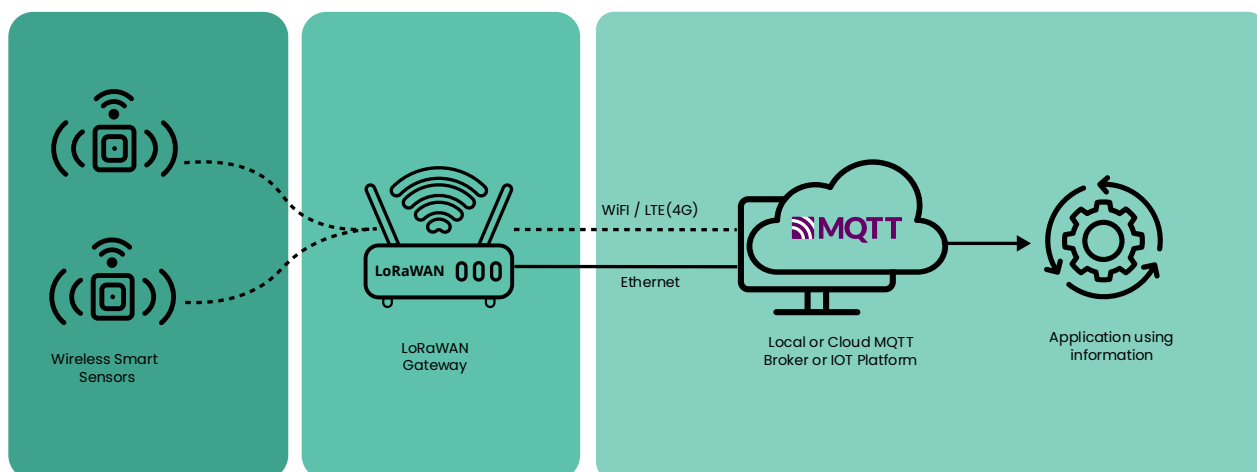 WiFI / LTE(4G)
MQTT
LoRaWAN
Ethernet
Wireless Smart
Sensors
LoRaWAN
Gateway
Local or Cloud MQTT
Broker or IOT Platform
Application using
information